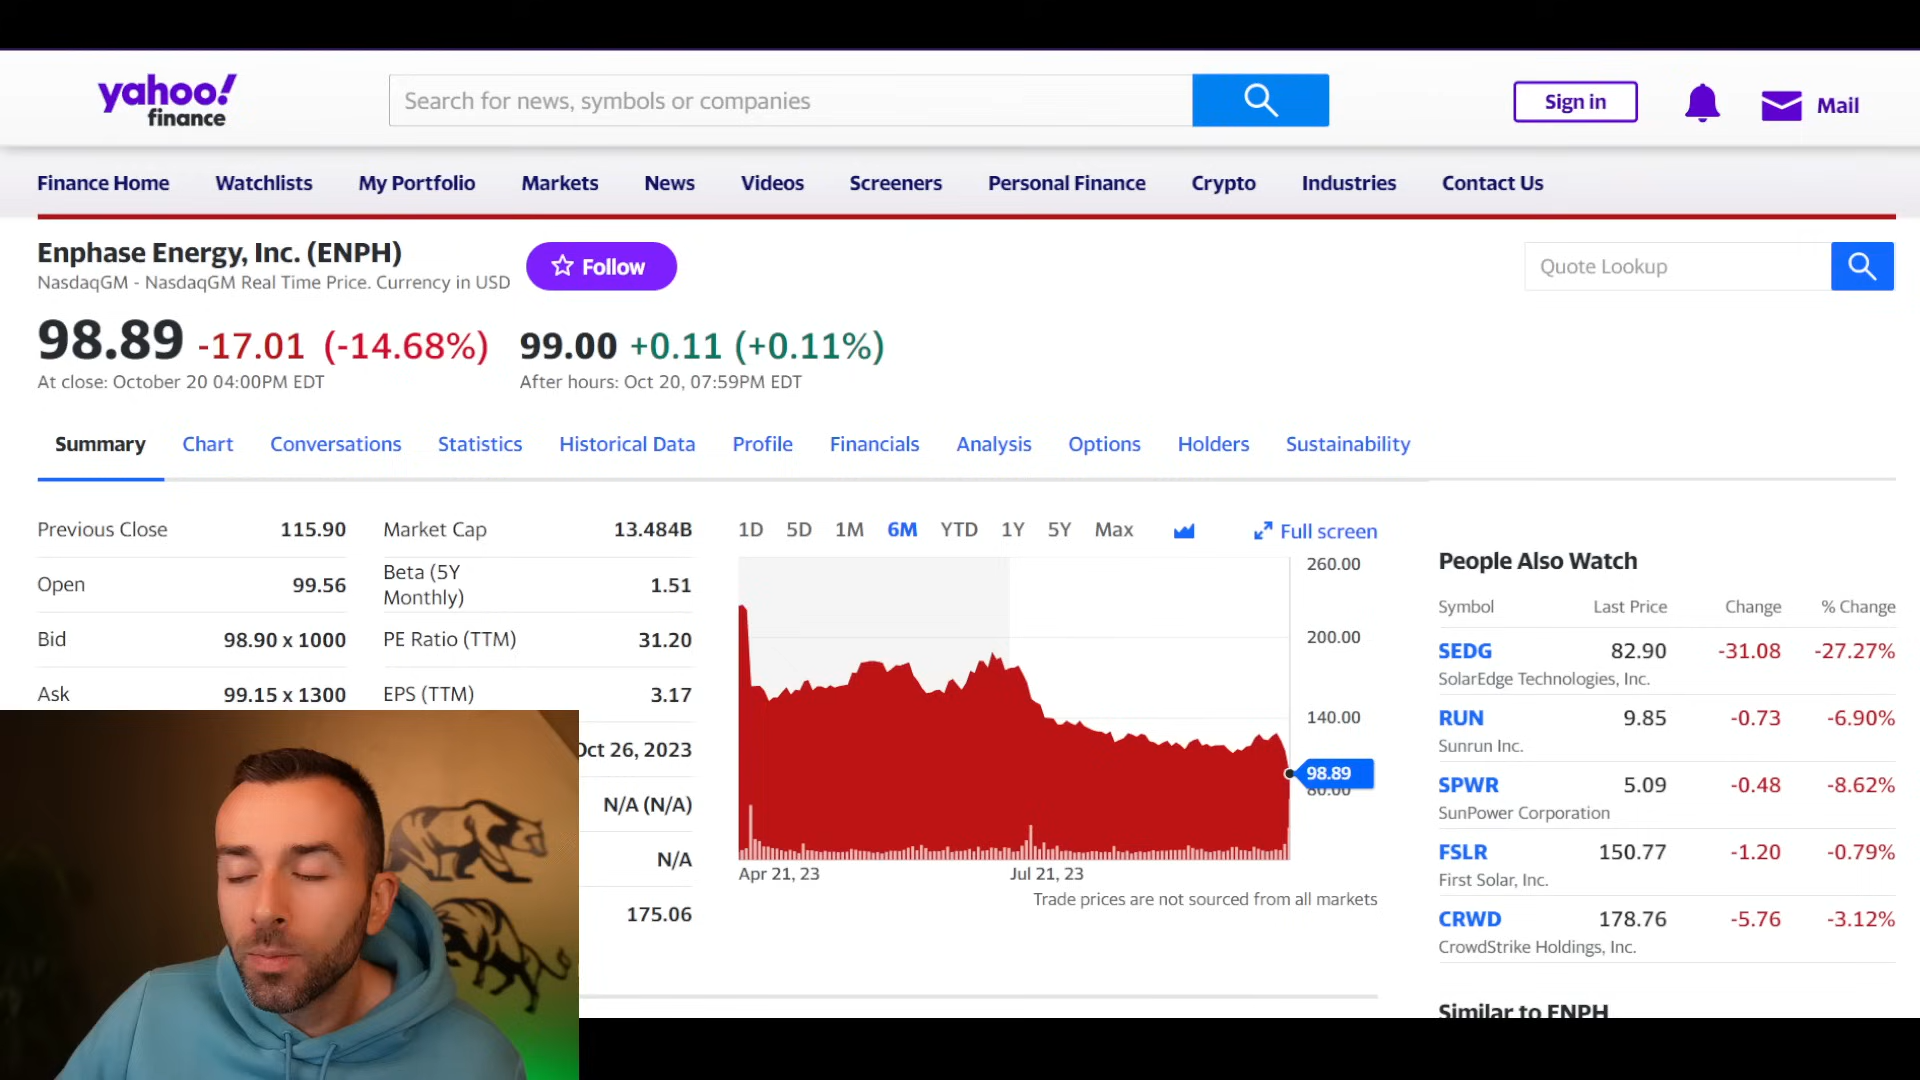 yahoo!
finance
Search for news, symbols or companies
Sign in
Mail
Finance Home Watchlists My Portfolio Markets News Videos Screeners Personal Finance Crypto Industries Contact Us
Enphase Energy, Inc. (ENPH)
NasdaqGM - NasdaqGM Real Time Price. Currency in USD
Follow
Quote Lookup
98.89 -17.01 (-14.68%) 99.00 +0.11 (+0.11%)
At close: October 20 04:00PM EDT After hours: Oct 20, 07:59PM EDT
Summary Chart Conversations Statistics Historical Data Profile Financials Analysis Options Holders Sustainability
Previous Close 115.90
Open 99.56
Bid 98.90 x 1000
Ask 99.15 x 1300
Market Cap 13.484B
Beta (5Y
Monthly) 1.51
PE Ratio (TTM) 31.20
EPS (TTM) 3.17
Oct 26, 2023
N/A (N/A)
N/A
175.06
1D 5D 1M 6M YTD 1Y 5Y Max Full screen
260.00
200.00
140.00
98.89
80.00
Apr 21, 23 Jul 21, 23
Trade prices are not sourced from all markets
People Also Watch
Symbol Last Price Change % Change
SEDG 82.90 -31.08 -27.27%
SolarEdge Technologies, Inc.
RUN 9.85 -0.73 -6.90%
Sunrun Inc.
SPWR 5.09 -0.48 -8.62%
SunPower Corporation
FSLR 150.77 -1.20 -0.79%
First Solar, Inc.
CRWD 178.76 -5.76 -3.12%
CrowdStrike Holdings, Inc.
Similar to ENPH